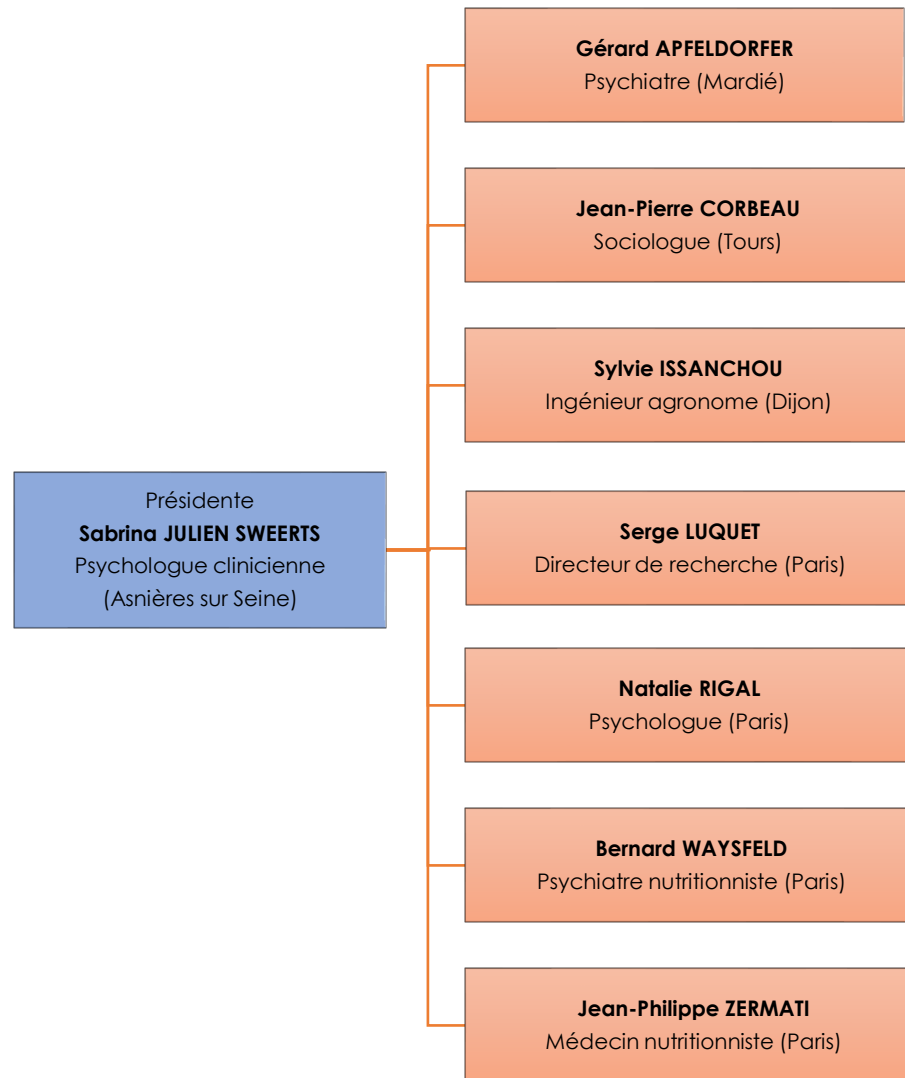 Gérard APFELDORFER
Psychiatre (Mardié)
Jean-Pierre CORBEAU
Sociologue (Tours)
Sylvie ISSANCHOU
Ingénieur agronome (Dijon)
Présidente
Sabrina JULIEN SWEERTS
Psychologue clinicienne
(Asnières sur Seine)
Serge LUQUET
Directeur de recherche (Paris)
Natalie RIGAL
Psychologue (Paris)
Bernard WAYSFELD
Psychiatre nutritionniste (Paris)
Jean-Philippe ZERMATI
Médecin nutritionniste (Paris)